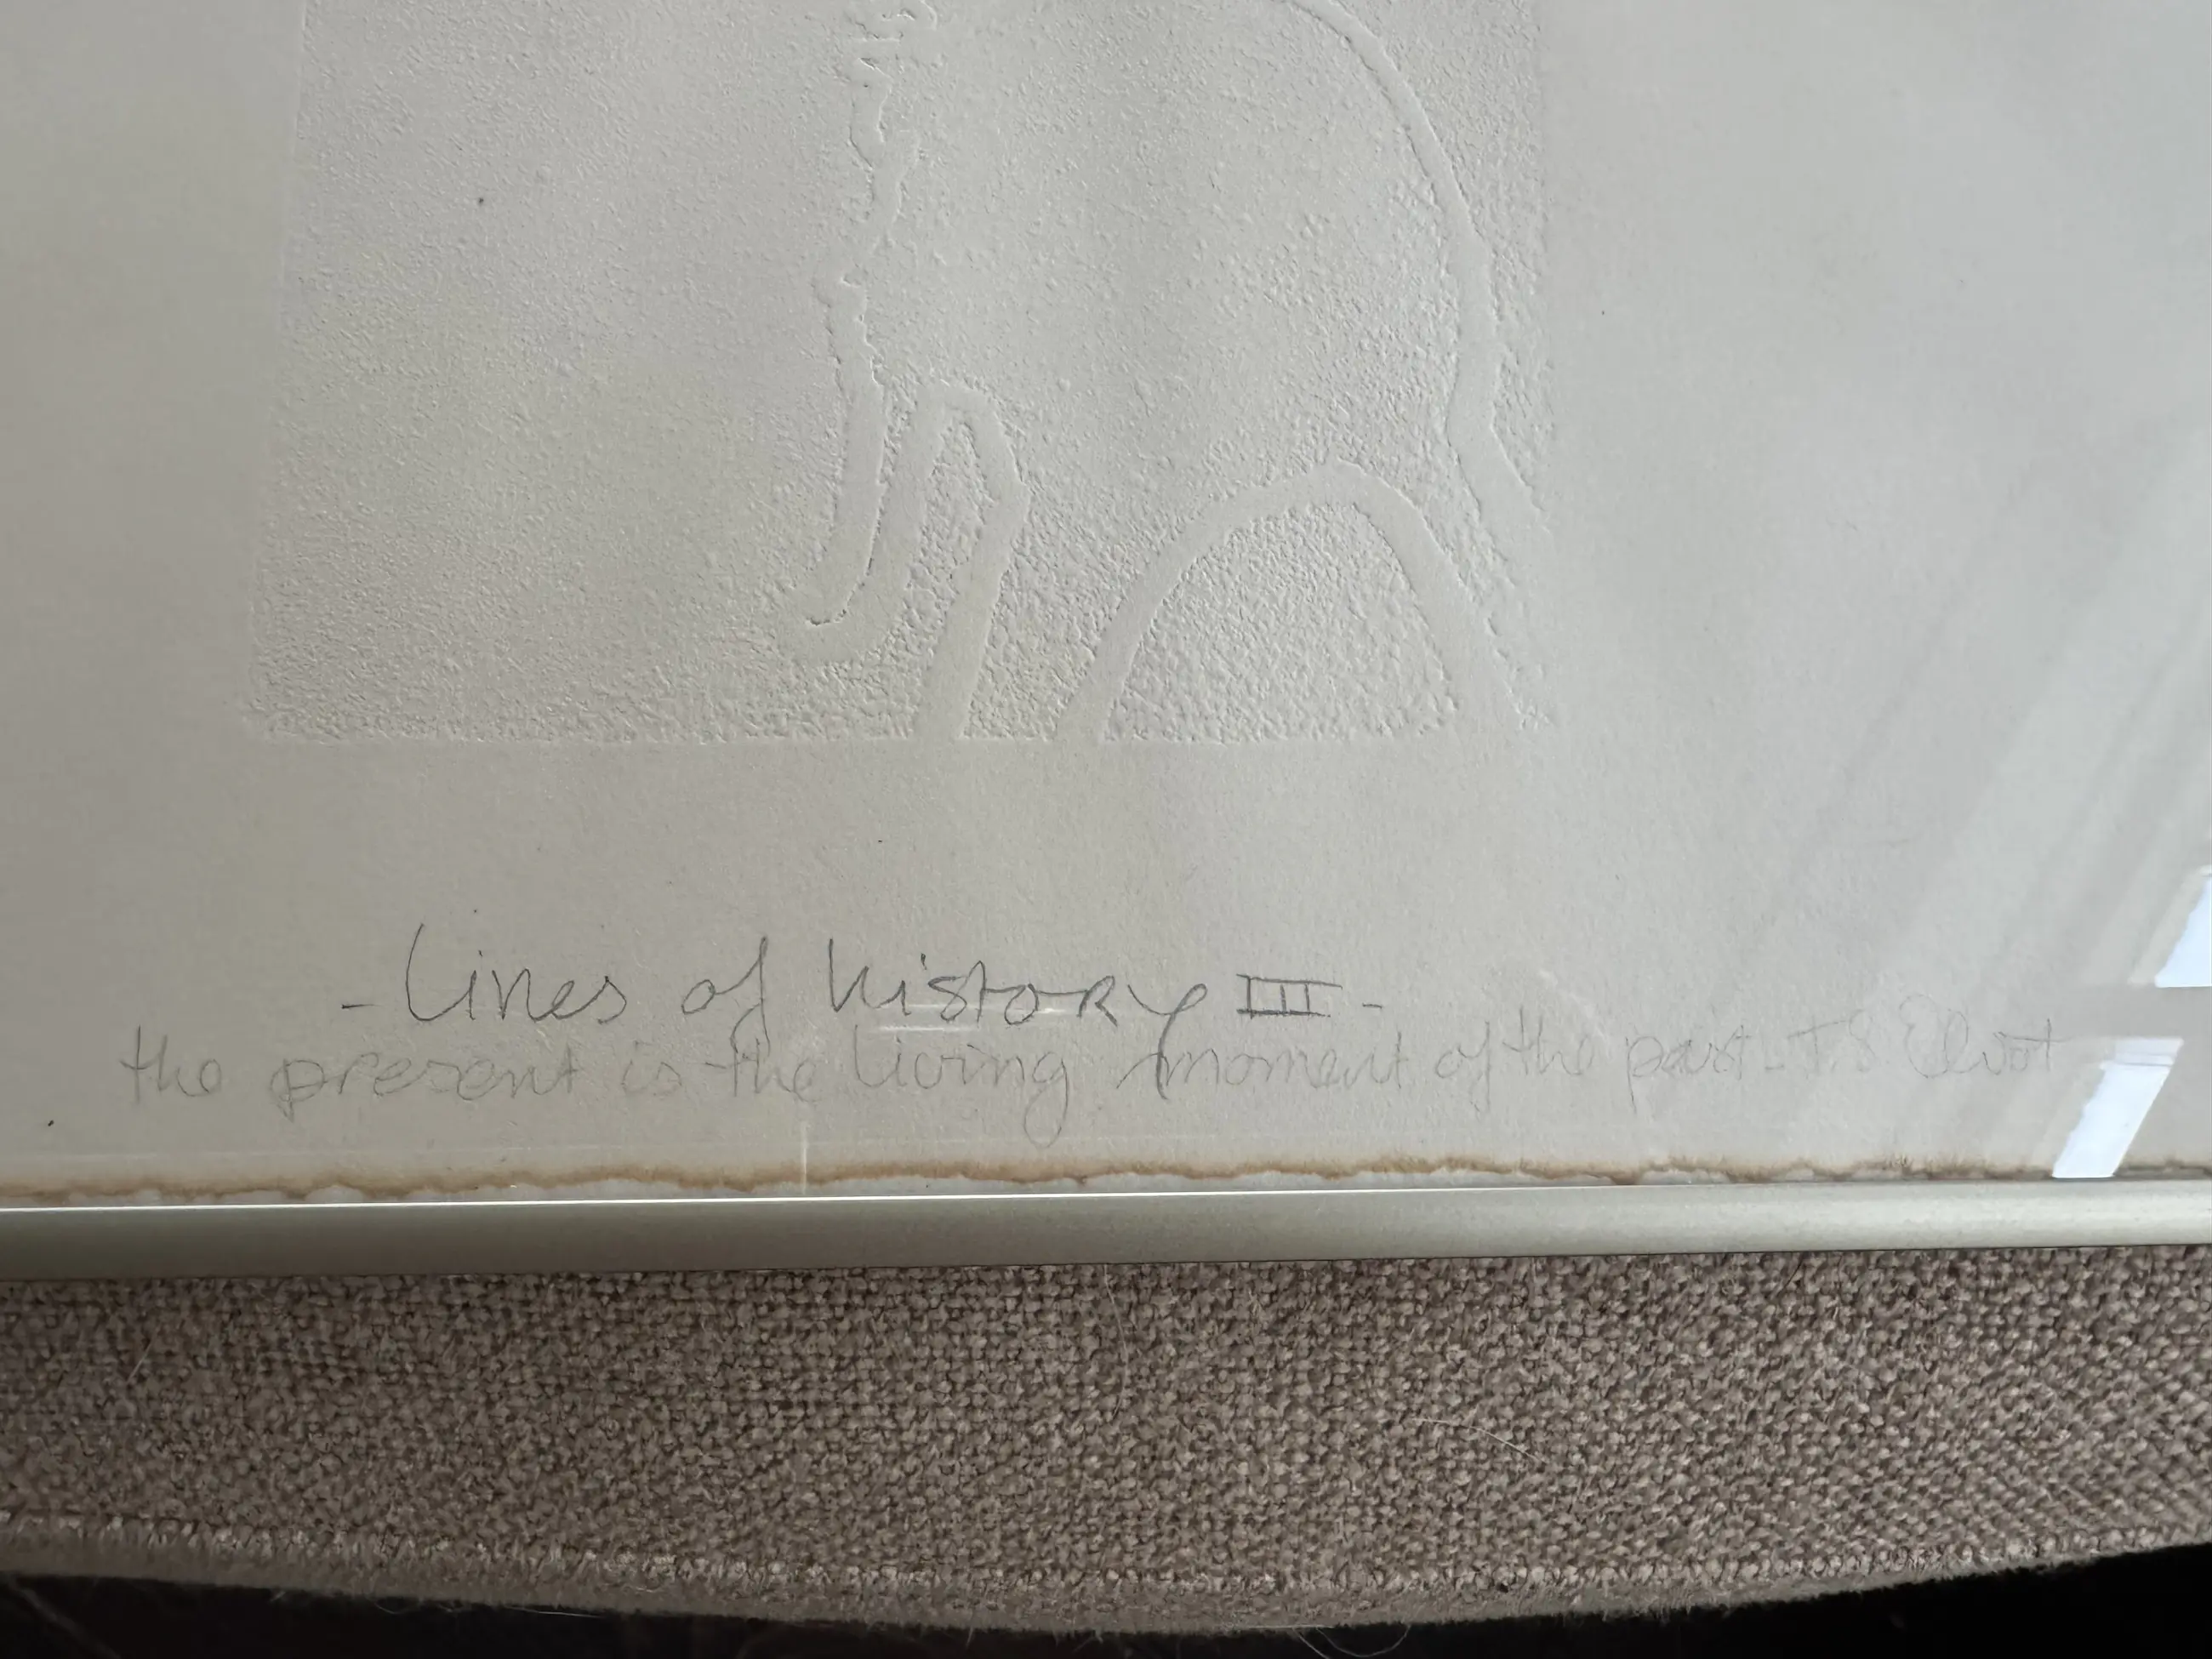 - Lines of history III -
the present is the living moment of the past - T.S Eliot